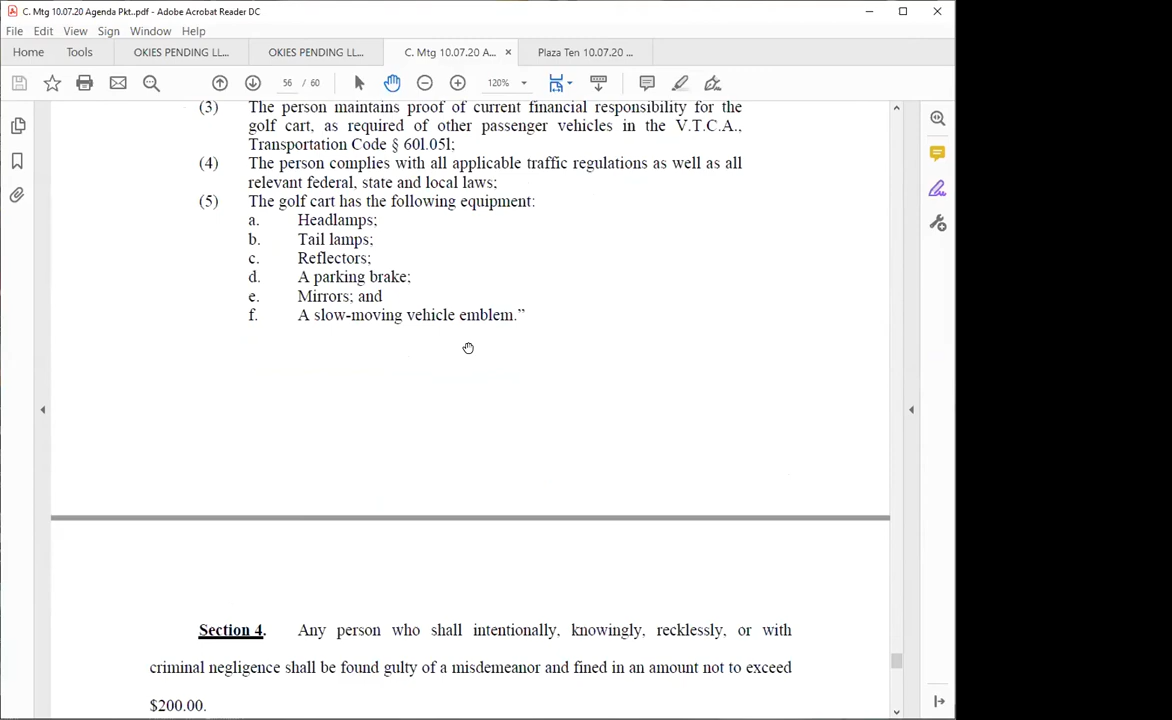 C. Mtg 10.07.20 Agenda Pkt..pdf - Adobe Acrobat Reader DC
File Edit View Sign Window Help
Home Tools OKIES PENDING LL... OKIES PENDING LL... C. Mtg 10.07.20 A... × Plaza Ten 10.07.20 ...
56 / 60 120%
(3) The person maintains proof of current financial responsibility for the
golf cart, as required of other passenger vehicles in the V.T.C.A.,
Transportation Code § 60l.05l;
(4) The person complies with all applicable traffic regulations as well as all
relevant federal, state and local laws;
(5) The golf cart has the following equipment:
a. Headlamps;
b. Tail lamps;
c. Reflectors;
d. A parking brake;
e. Mirrors; and
f. A slow-moving vehicle emblem.”
Section 4. Any person who shall intentionally, knowingly, recklessly, or with
criminal negligence shall be found gulty of a misdemeanor and fined in an amount not to exceed
$200.00.